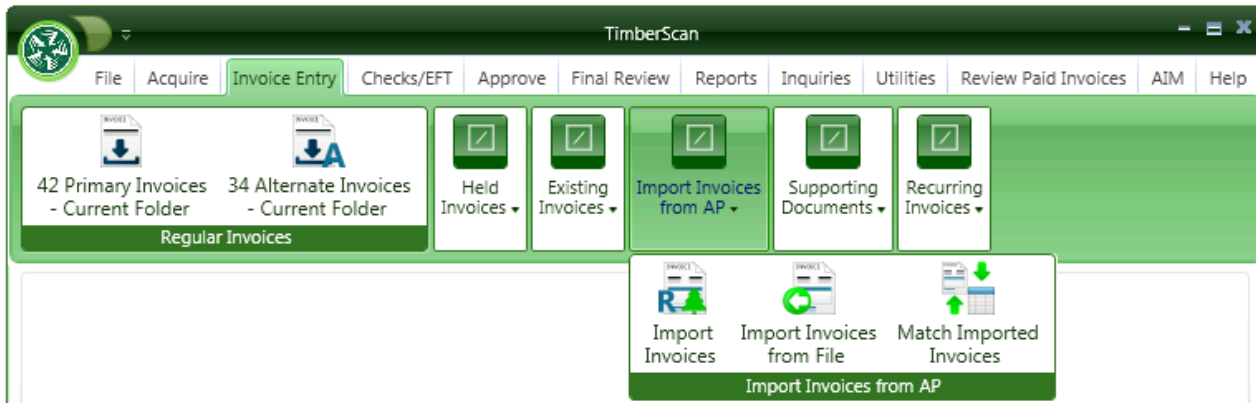 TimberScan
File Acquire Invoice Entry Checks/EFT Approve Final Review Reports Inquiries Utilities Review Paid Invoices AIM Help
42 Primary Invoices
- Current Folder
34 Alternate Invoices
- Current Folder
Regular Invoices
Held
Invoices
Existing
Invoices
Import Invoices
from AP
Supporting
Documents
Recurring
Invoices
Import
Invoices
Import Invoices
from File
Match Imported
Invoices
Import Invoices from AP